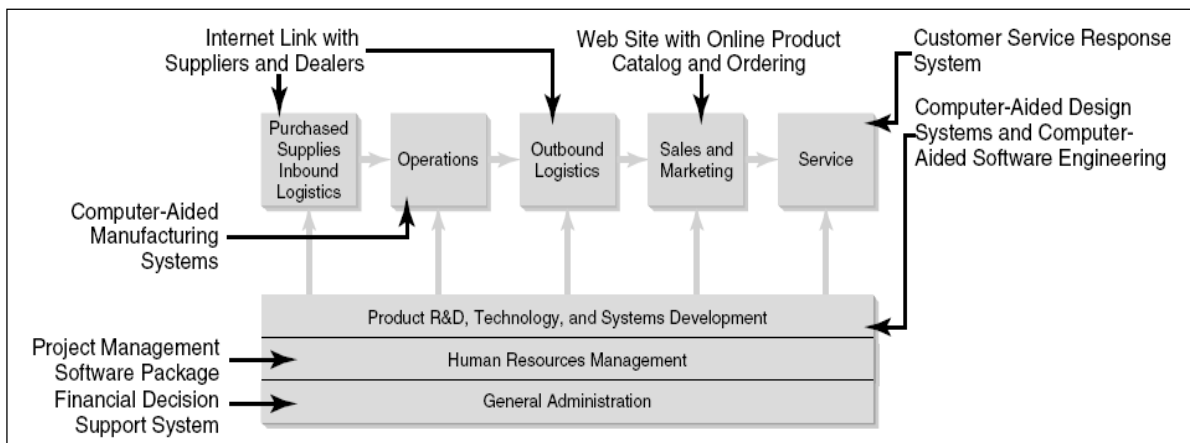 Internet Link with
Suppliers and Dealers
Web Site with Online Product
Catalog and Ordering
Customer Service Response
System
Computer-Aided Design
Systems and Computer-
Aided Software Engineering
Purchased
Supplies
Inbound
Logistics
Operations
Outbound
Logistics
Sales and
Marketing
Service
Computer-Aided
Manufacturing
Systems
Product R&D, Technology, and Systems Development
Project Management
Software Package
Human Resources Management
Financial Decision
Support System
General Administration